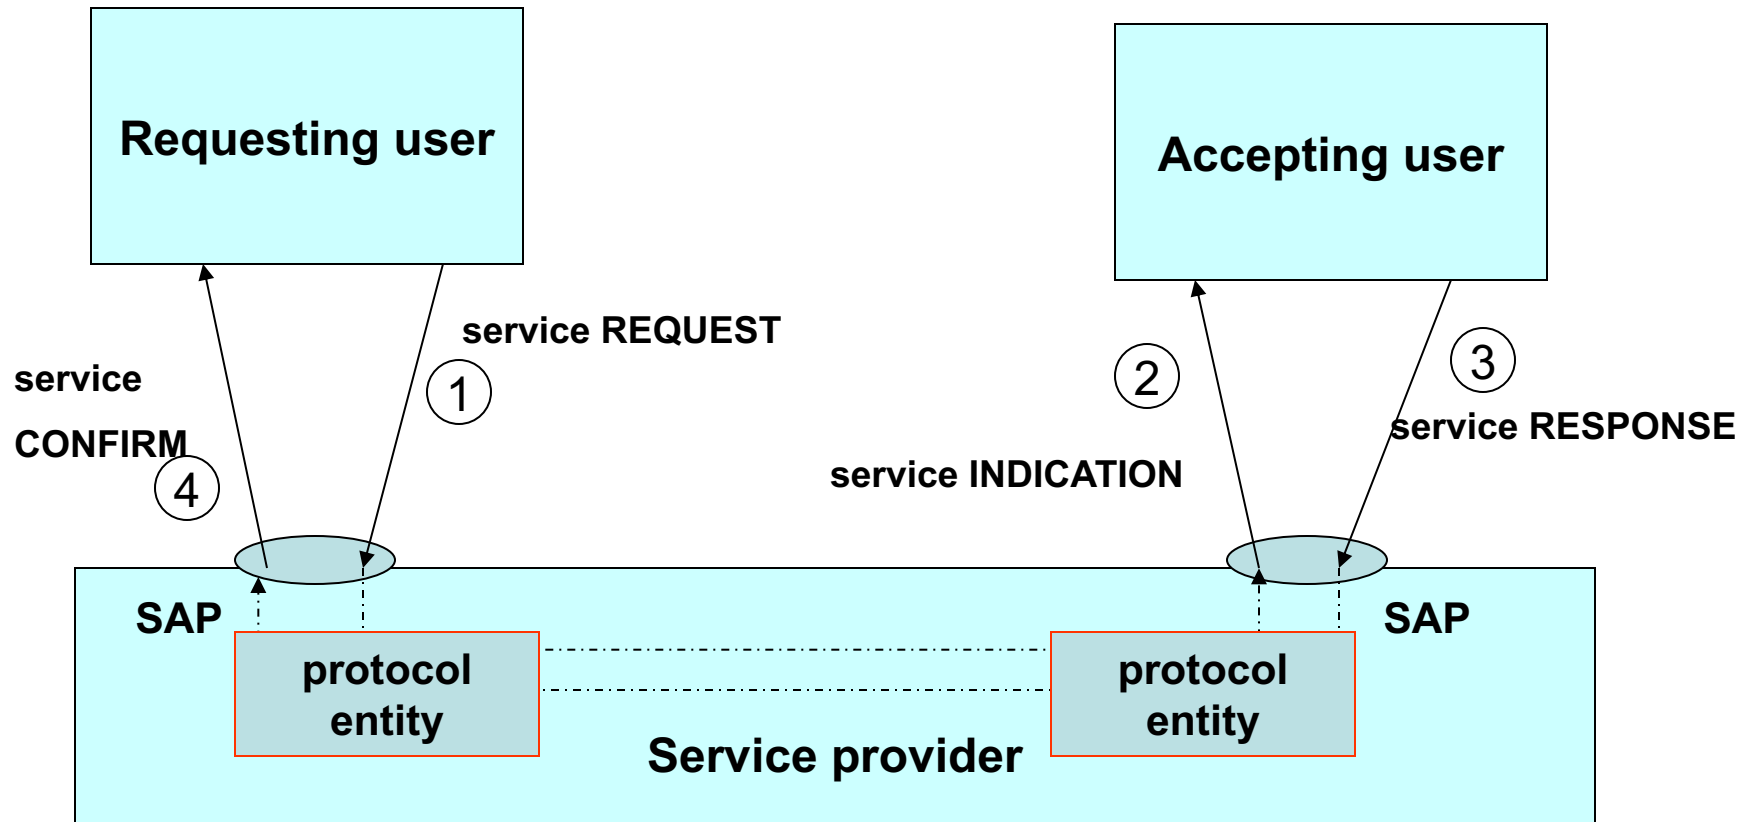 Requesting user
Accepting user
service REQUEST
1
service
CONFIRM
4
2
3
service RESPONSE
service INDICATION
SAP
SAP
protocol
entity
protocol
entity
Service provider